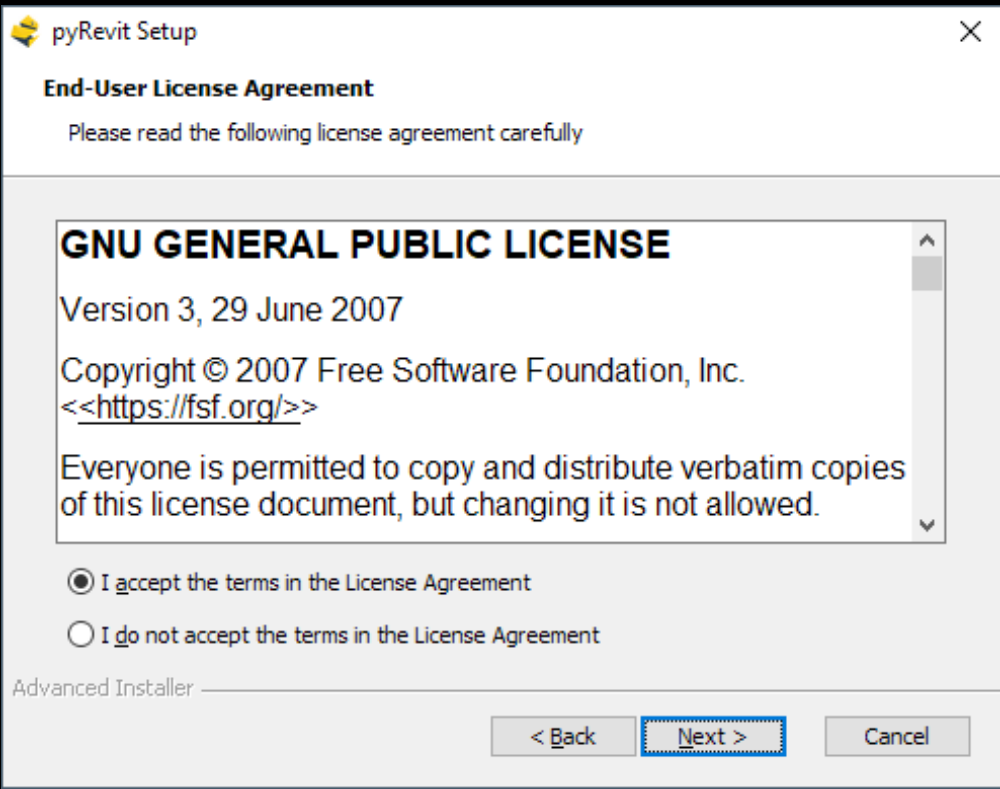 pyRevit Setup
End-User License Agreement
Please read the following license agreement carefully
GNU GENERAL PUBLIC LICENSE
Version 3, 29 June 2007
Copyright © 2007 Free Software Foundation, Inc.
<<https://fsf.org/>>
Everyone is permitted to copy and distribute verbatim copies
of this license document, but changing it is not allowed.
I accept the terms in the License Agreement
I do not accept the terms in the License Agreement
Advanced Installer
< Back Next > Cancel